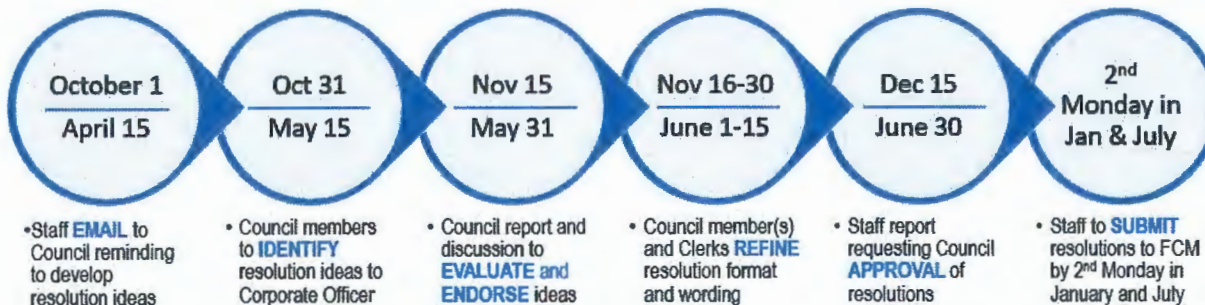 October 1
April 15
Oct 31
May 15
Nov 15
May 31
Nov 16-30
June 1-15
Dec 15
June 30
2nd
Monday in
Jan & July
•Staff EMAIL to
Council reminding
to develop
resolution ideas
• Council members
to IDENTIFY
resolution ideas to
Corporate Officer
• Council report and
discussion to
EVALUATE and
ENDORSE ideas
• Council member(s)
and Clerks REFINE
resolution format
and wording
• Staff report
requesting Council
APPROVAL of
resolutions
• Staff to SUBMIT
resolutions to FCM
by 2nd Monday in
January and July